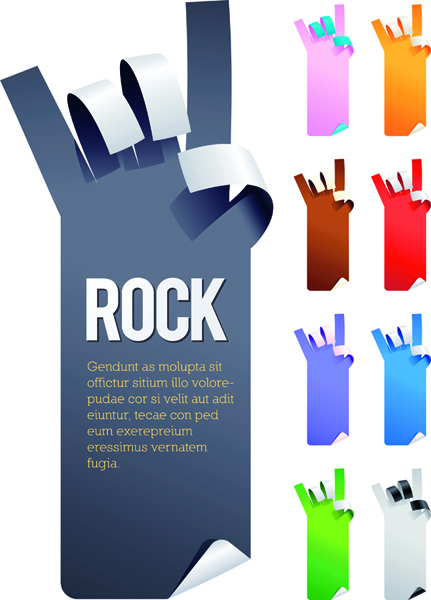 ROCK
Gendunt as molupta sit
offictur sitium illo volore-
pudae cor si velit aut adit
eiuntur, tecae con ped
eum exerepreium
eressimus vernatem
fugia.